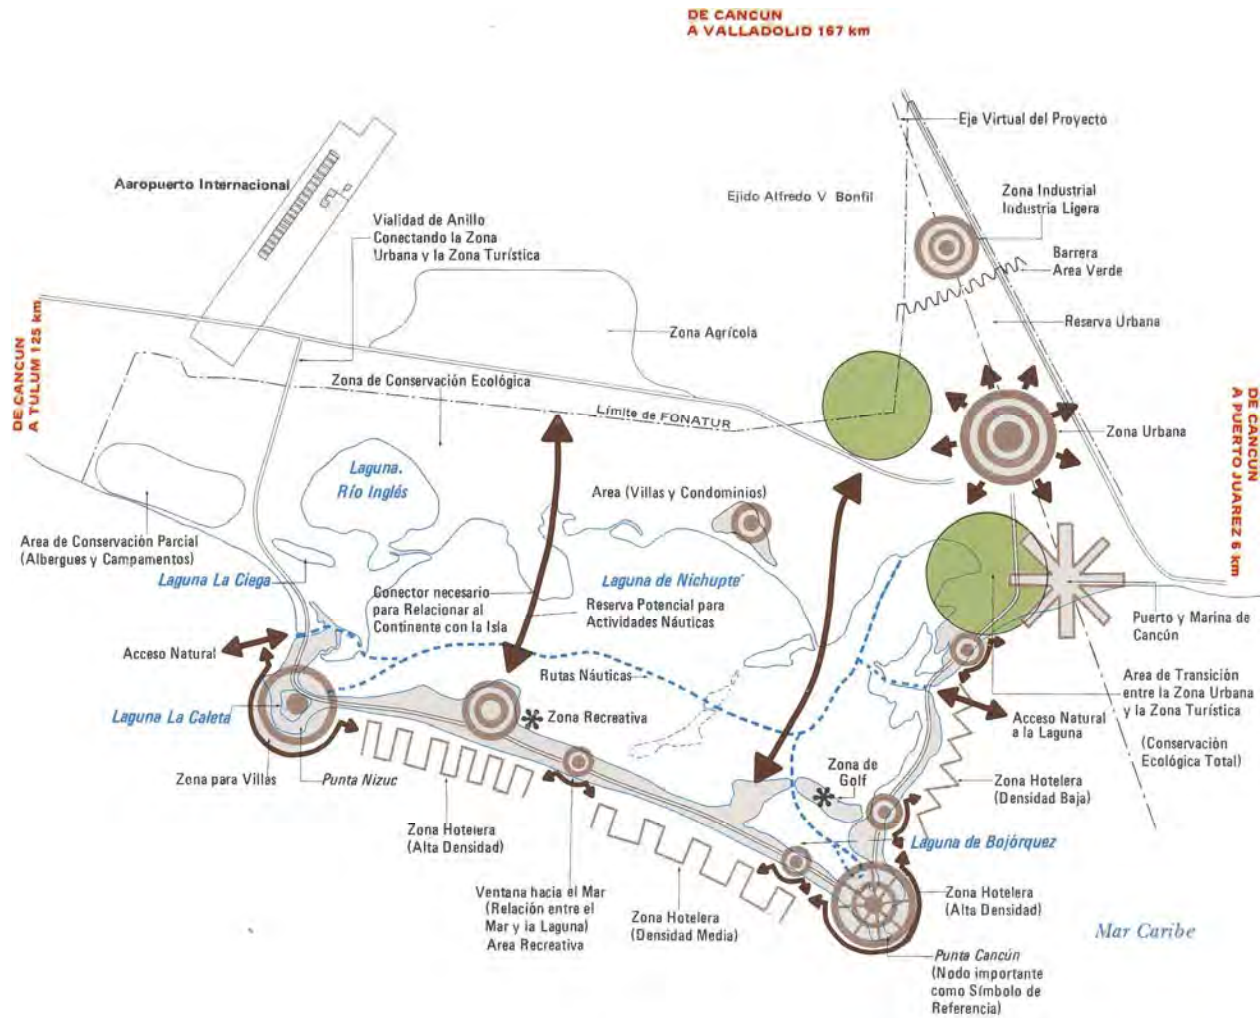 DE CANCUN
A VALLADOLID 167 km
Eje Virtual del Proyecto
Aaropuerto Internacional
Ejido Alfredo V Bonfil
Zona Industrial
Industria Ligera
Vialidad de Anillo
Conectando la Zona
Urbana y la Zona Turística
Barrera
Area Verde
DE CANCUN
A TULUM 125 km
Zona Agrícola
Reserva Urbana
Zona de Conservación Ecológica
Límite de FONATUR
Zona Urbana
DE CANCUN
A PUERTO JUAREZ 6 km
Laguna.
Río Inglés
Area (Villas y Condominios)
Area de Conservación Parcial
(Albergues y Campamentos)
Laguna La Ciega
Conector necesario
para Relacionar al
Continente con la Isla
Laguna de Nichupte
Reserva Potencial para
Actividades Náuticas
Puerto y Marina de
Cancún
Acceso Natural
Rutas Náuticas
Area de Transición
entre la Zona Urbana
y la Zona Turística
(Conservación
Ecológica Total)
Laguna La Caleta
Zona Recreativa
Acceso Natural
a la Laguna
Zona para Villas
Punta Nizuc
Zona de
Golf
Zona Hotelera
(Densidad Baja)
Zona Hotelera
(Alta Densidad)
Laguna de Bojórquez
Ventana hacia el Mar
(Relación entre el
Mar y la Laguna)
Area Recreativa
Zona Hotelera
(Densidad Media)
Zona Hotelera
(Alta Densidad)
Mar Caribe
Punta Cancún
(Nodo importante
como Símbolo de
Referencia)